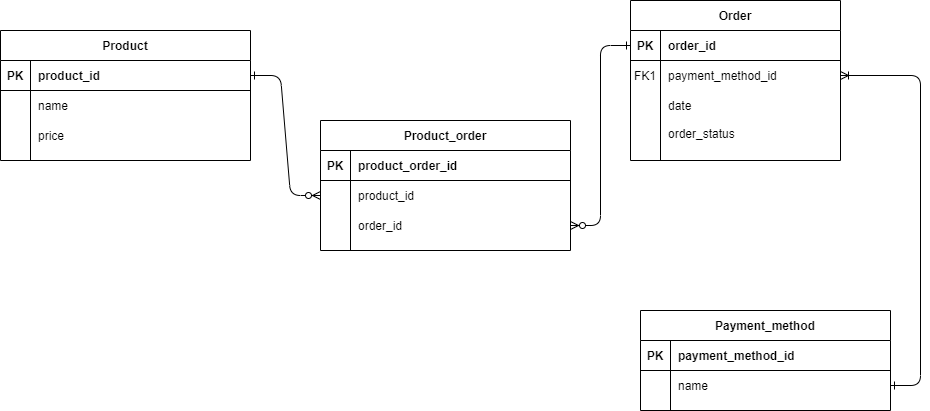 Product
PK product_id
name
price
Product_order
PK product_order_id
product_id
order_id
Order
PK order_id
FK1 payment_method_id
date
order_status
Payment_method
PK payment_method_id
name